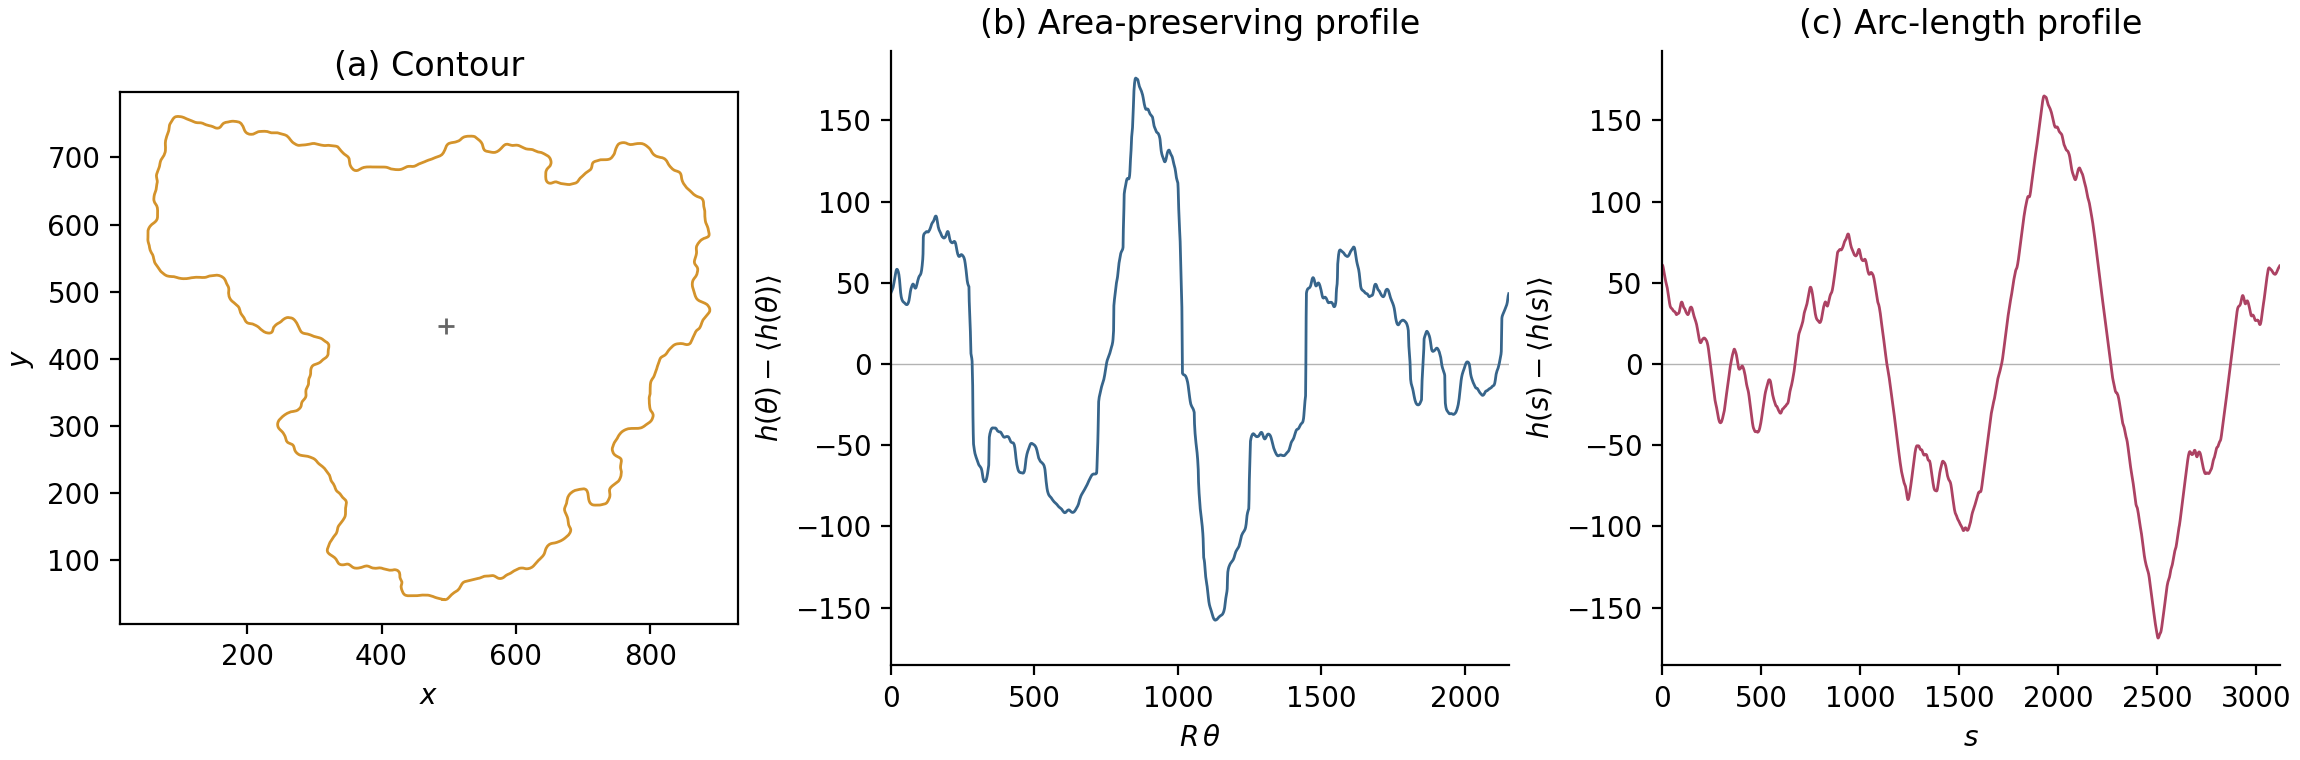 (a) Contour
700
600
500
400
300
200
100
y
200 400 600 800
x
(b) Area-preserving profile
150
100
50
0
−50
−100
−150
h(θ) − ⟨h(θ)⟩
0 500 1000 1500 2000
R θ
(c) Arc-length profile
150
100
50
0
−50
−100
−150
h(s) − ⟨h(s)⟩
0 500 1000 1500 2000 2500 3000
s